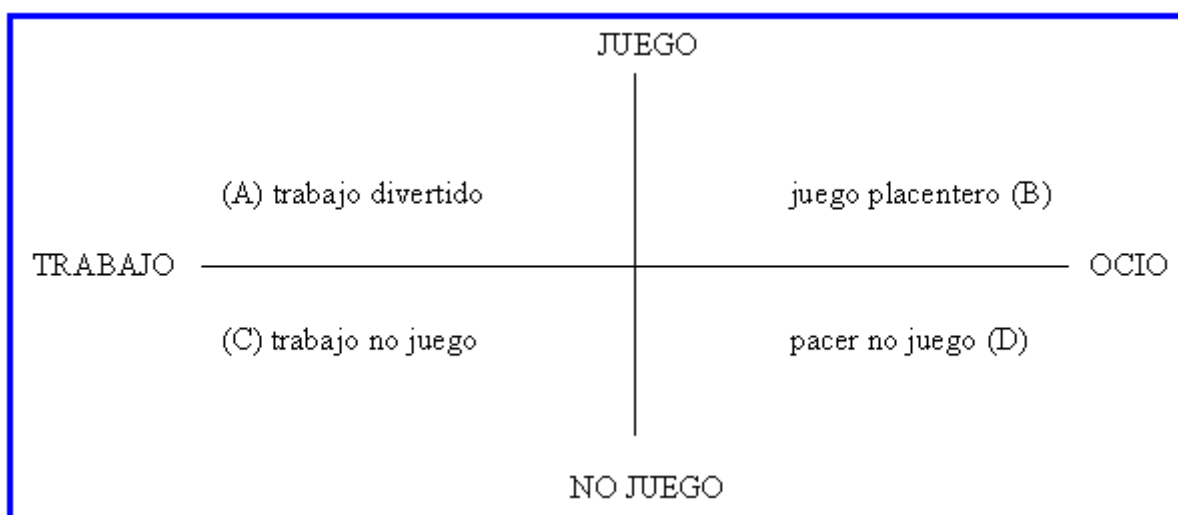 JUEGO
(A) trabajo divertido juego placentero (B)
TRABAJO OCIO
(C) trabajo no juego pacer no juego (D)
NO JUEGO